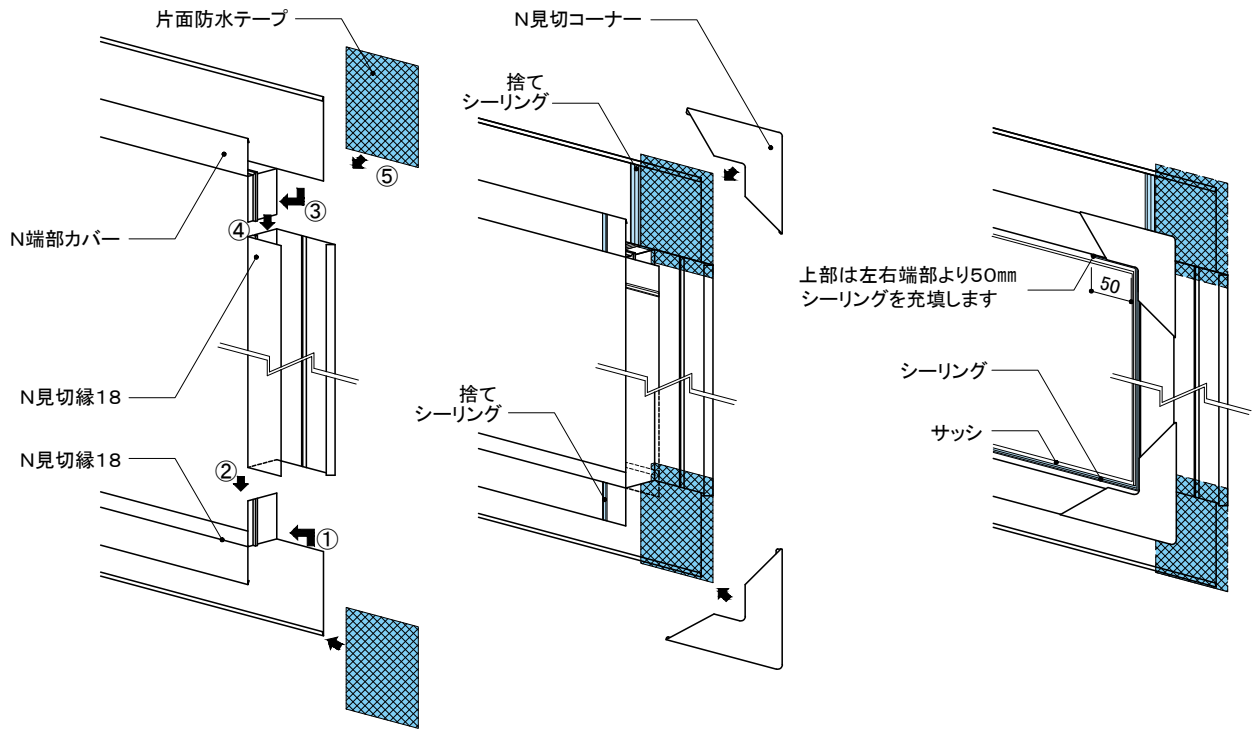 片面防水テープ
N端部カバー
N見切縁18
N見切縁18
①
②
③
④
⑤
N見切コーナー
捨て
シーリング
捨て
シーリング
上部は左右端部より50㎜
シーリングを充填します
50
シーリング
サッシ